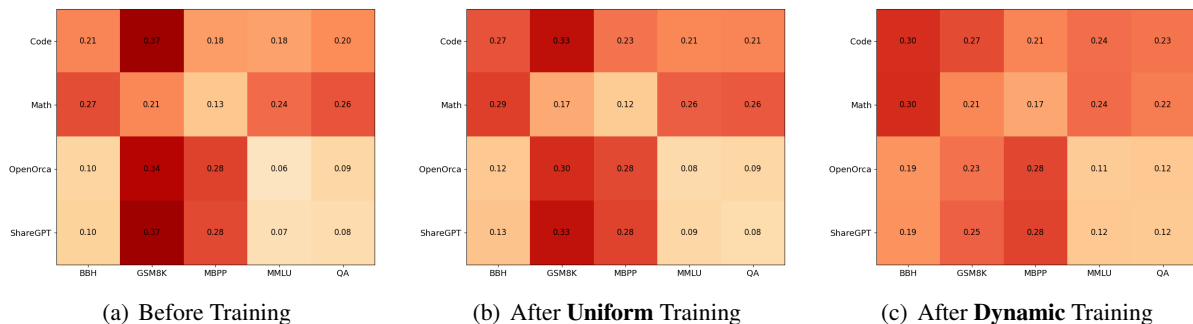 Code 0.21 0.37 0.18 0.18 0.20
Math 0.27 0.21 0.13 0.24 0.26
OpenOrca 0.10 0.34 0.28 0.06 0.09
ShareGPT 0.10 0.37 0.28 0.07 0.08
BBH GSM8K MBPP MMLU QA
(a) Before Training
Code 0.27 0.33 0.23 0.21 0.21
Math 0.29 0.17 0.12 0.26 0.26
OpenOrca 0.12 0.30 0.28 0.08 0.09
ShareGPT 0.13 0.33 0.28 0.09 0.08
BBH GSM8K MBPP MMLU QA
(b) After Uniform Training
Code 0.30 0.27 0.21 0.24 0.23
Math 0.30 0.21 0.17 0.24 0.22
OpenOrca 0.19 0.23 0.28 0.11 0.12
ShareGPT 0.19 0.25 0.28 0.12 0.12
BBH GSM8K MBPP MMLU QA
(c) After Dynamic Training